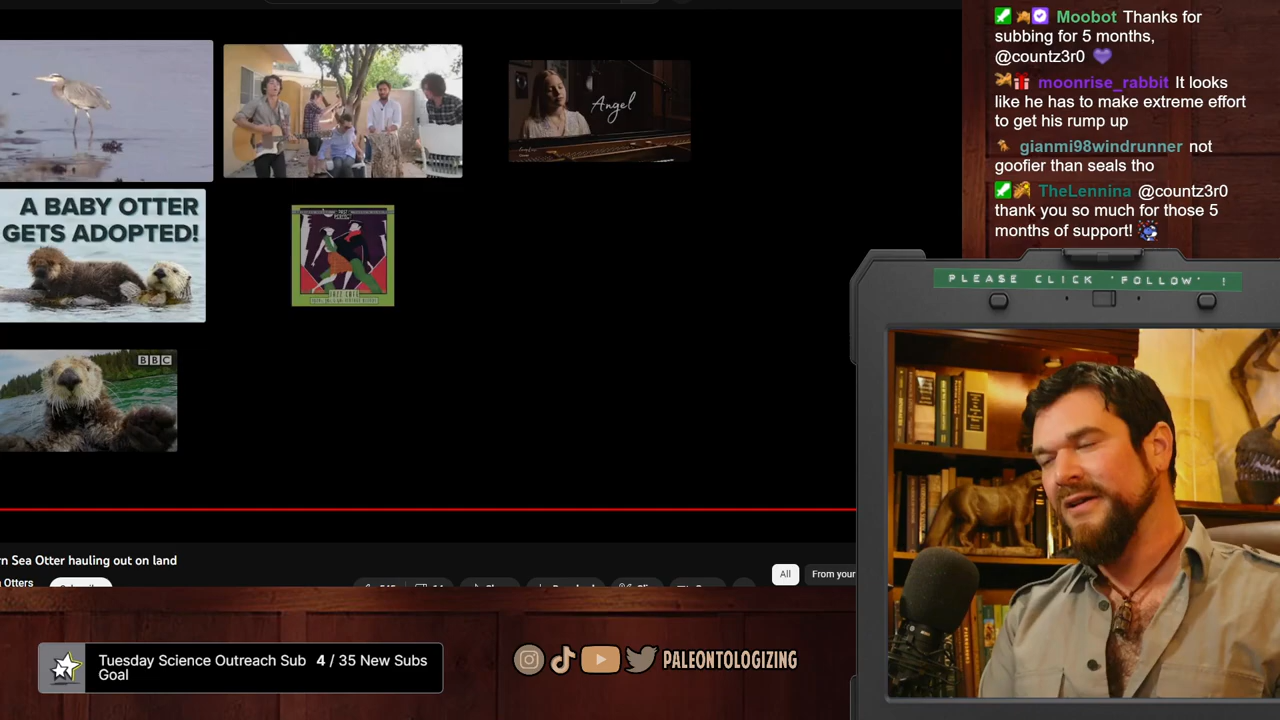 Moobot Thanks for
subbing for 5 months,
@countz3r0
moonrise_rabbit It looks
like he has to make extreme effort
to get his rump up
gianmi98windrunner not
goofier than seals tho
TheLennina @countz3r0
thank you so much for those 5
months of support!
PLEASE CLICK 'FOLLOW' !
Angel
A BABY OTTER
GETS ADOPTED!
BBC
n Sea Otter hauling out on land
Otters
All
From your
Tuesday Science Outreach Sub 4 / 35 New Subs
Goal
PALEONTOLOGIZING